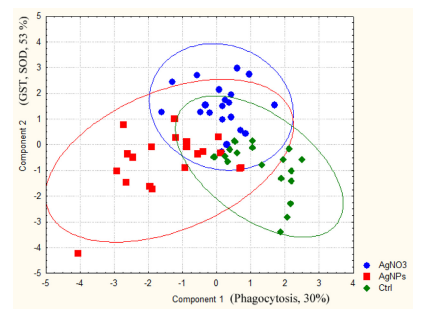 5
4
3
2
1
0
-1
-2
-3
-4
-5
Component 2 (GST, SOD, 53 %)
-5 -4 -3 -2 -1 0 1 2 3 4
Component 1 (Phagocytosis, 30%)
AgNO3
AgNPs
Ctrl